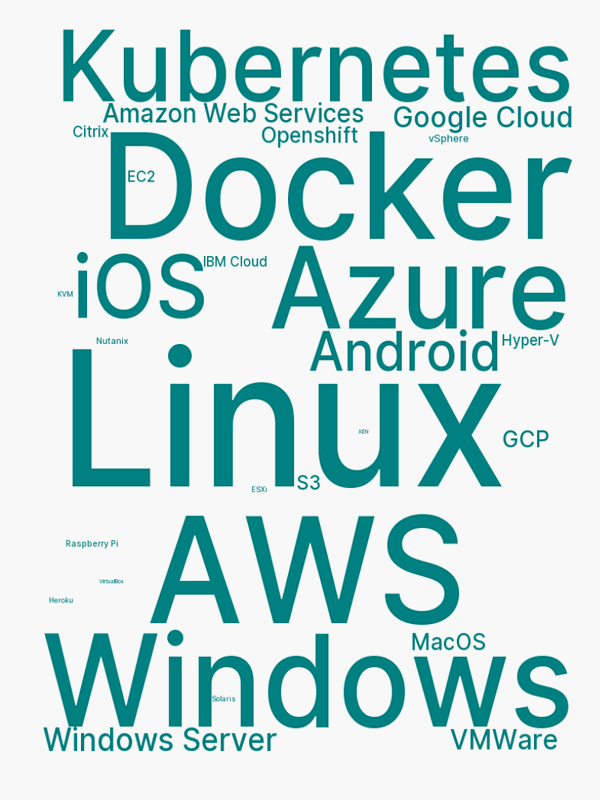 Kubernetes
Amazon Web Services
Google Cloud
Citrix
Openshift
vSphere
Docker
EC2
iOS
IBM Cloud
Azure
KVM
Android
Hyper-V
Nutanix
Linux
XEN
GCP
S3
ESXi
AWS
Raspberry Pi
VirtualBox
Heroku
Windows
MacOS
Solaris
Windows Server
VMWare